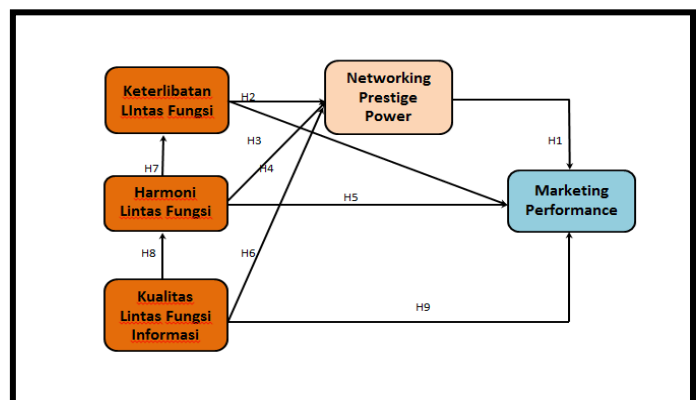 Networking
Prestige
Power
Keterlibatan
LIntas Fungsi
H2
H1
H3
H4
H7
Harmoni
Lintas Fungsi
H5
Marketing
Performance
H8
H6
Kualitas
Lintas Fungsi
Informasi
H9